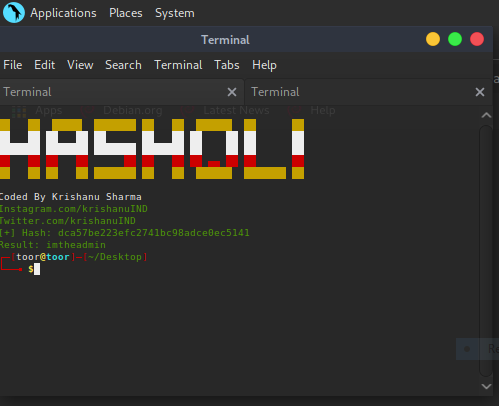 Applications Places System
Terminal
File Edit View Search Terminal Tabs Help
Terminal Terminal
Apps Debian.org Latest News Help
Coded By Krishanu Sharma
Instagram.com/krishanuIND
Twitter.com/krishanuIND
[+] Hash: dca57be223efc2741bc98adce0ec5141
Result: imtheadmin
[toor@toor]-[~/Desktop]
$